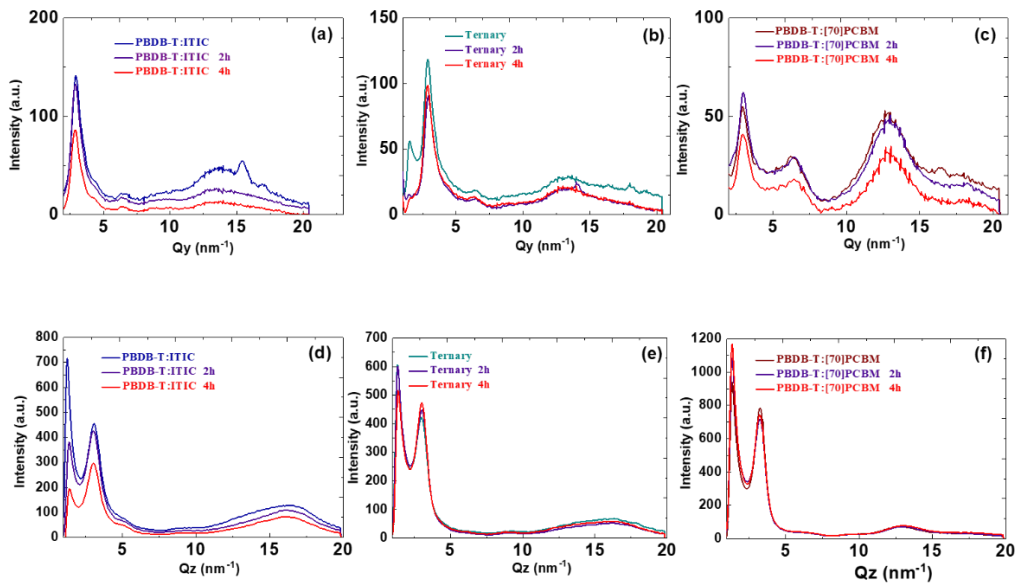 200
150
100
100
50
0
100
50
0
50
0
Intensity (a.u.)
Intensity (a.u.)
Intensity (a.u.)
PBDB-T:ITIC
PBDB-T:ITIC 2h
PBDB-T:ITIC 4h
(a)
Ternary
Ternary 2h
Ternary 4h
(b)
PBDB-T:[70]PCBM
PBDB-T:[70]PCBM 2h
PBDB-T:[70]PCBM 4h
(c)
5 10 15 20
5 10 15 20
5 10 15 20
Qy (nm-1)
Qy (nm-1)
Qy (nm-1)
800
700
600
500
400
300
200
100
0
700
600
500
400
300
200
100
0
1200
1000
800
600
400
200
0
Intensity (a.u.)
Intensity (a.u.)
Intensity (a.u.)
PBDB-T:ITIC
PBDB-T:ITIC 2h
PBDB-T:ITIC 4h
(d)
Ternary
Ternary 2h
Ternary 4h
(e)
PBDB-T:[70]PCBM
PBDB-T:[70]PCBM 2h
PBDB-T:[70]PCBM 4h
(f)
5 10 15 20
5 10 15 20
5 10 15 20
Qz (nm-1)
Qz (nm-1)
Qz (nm-1)